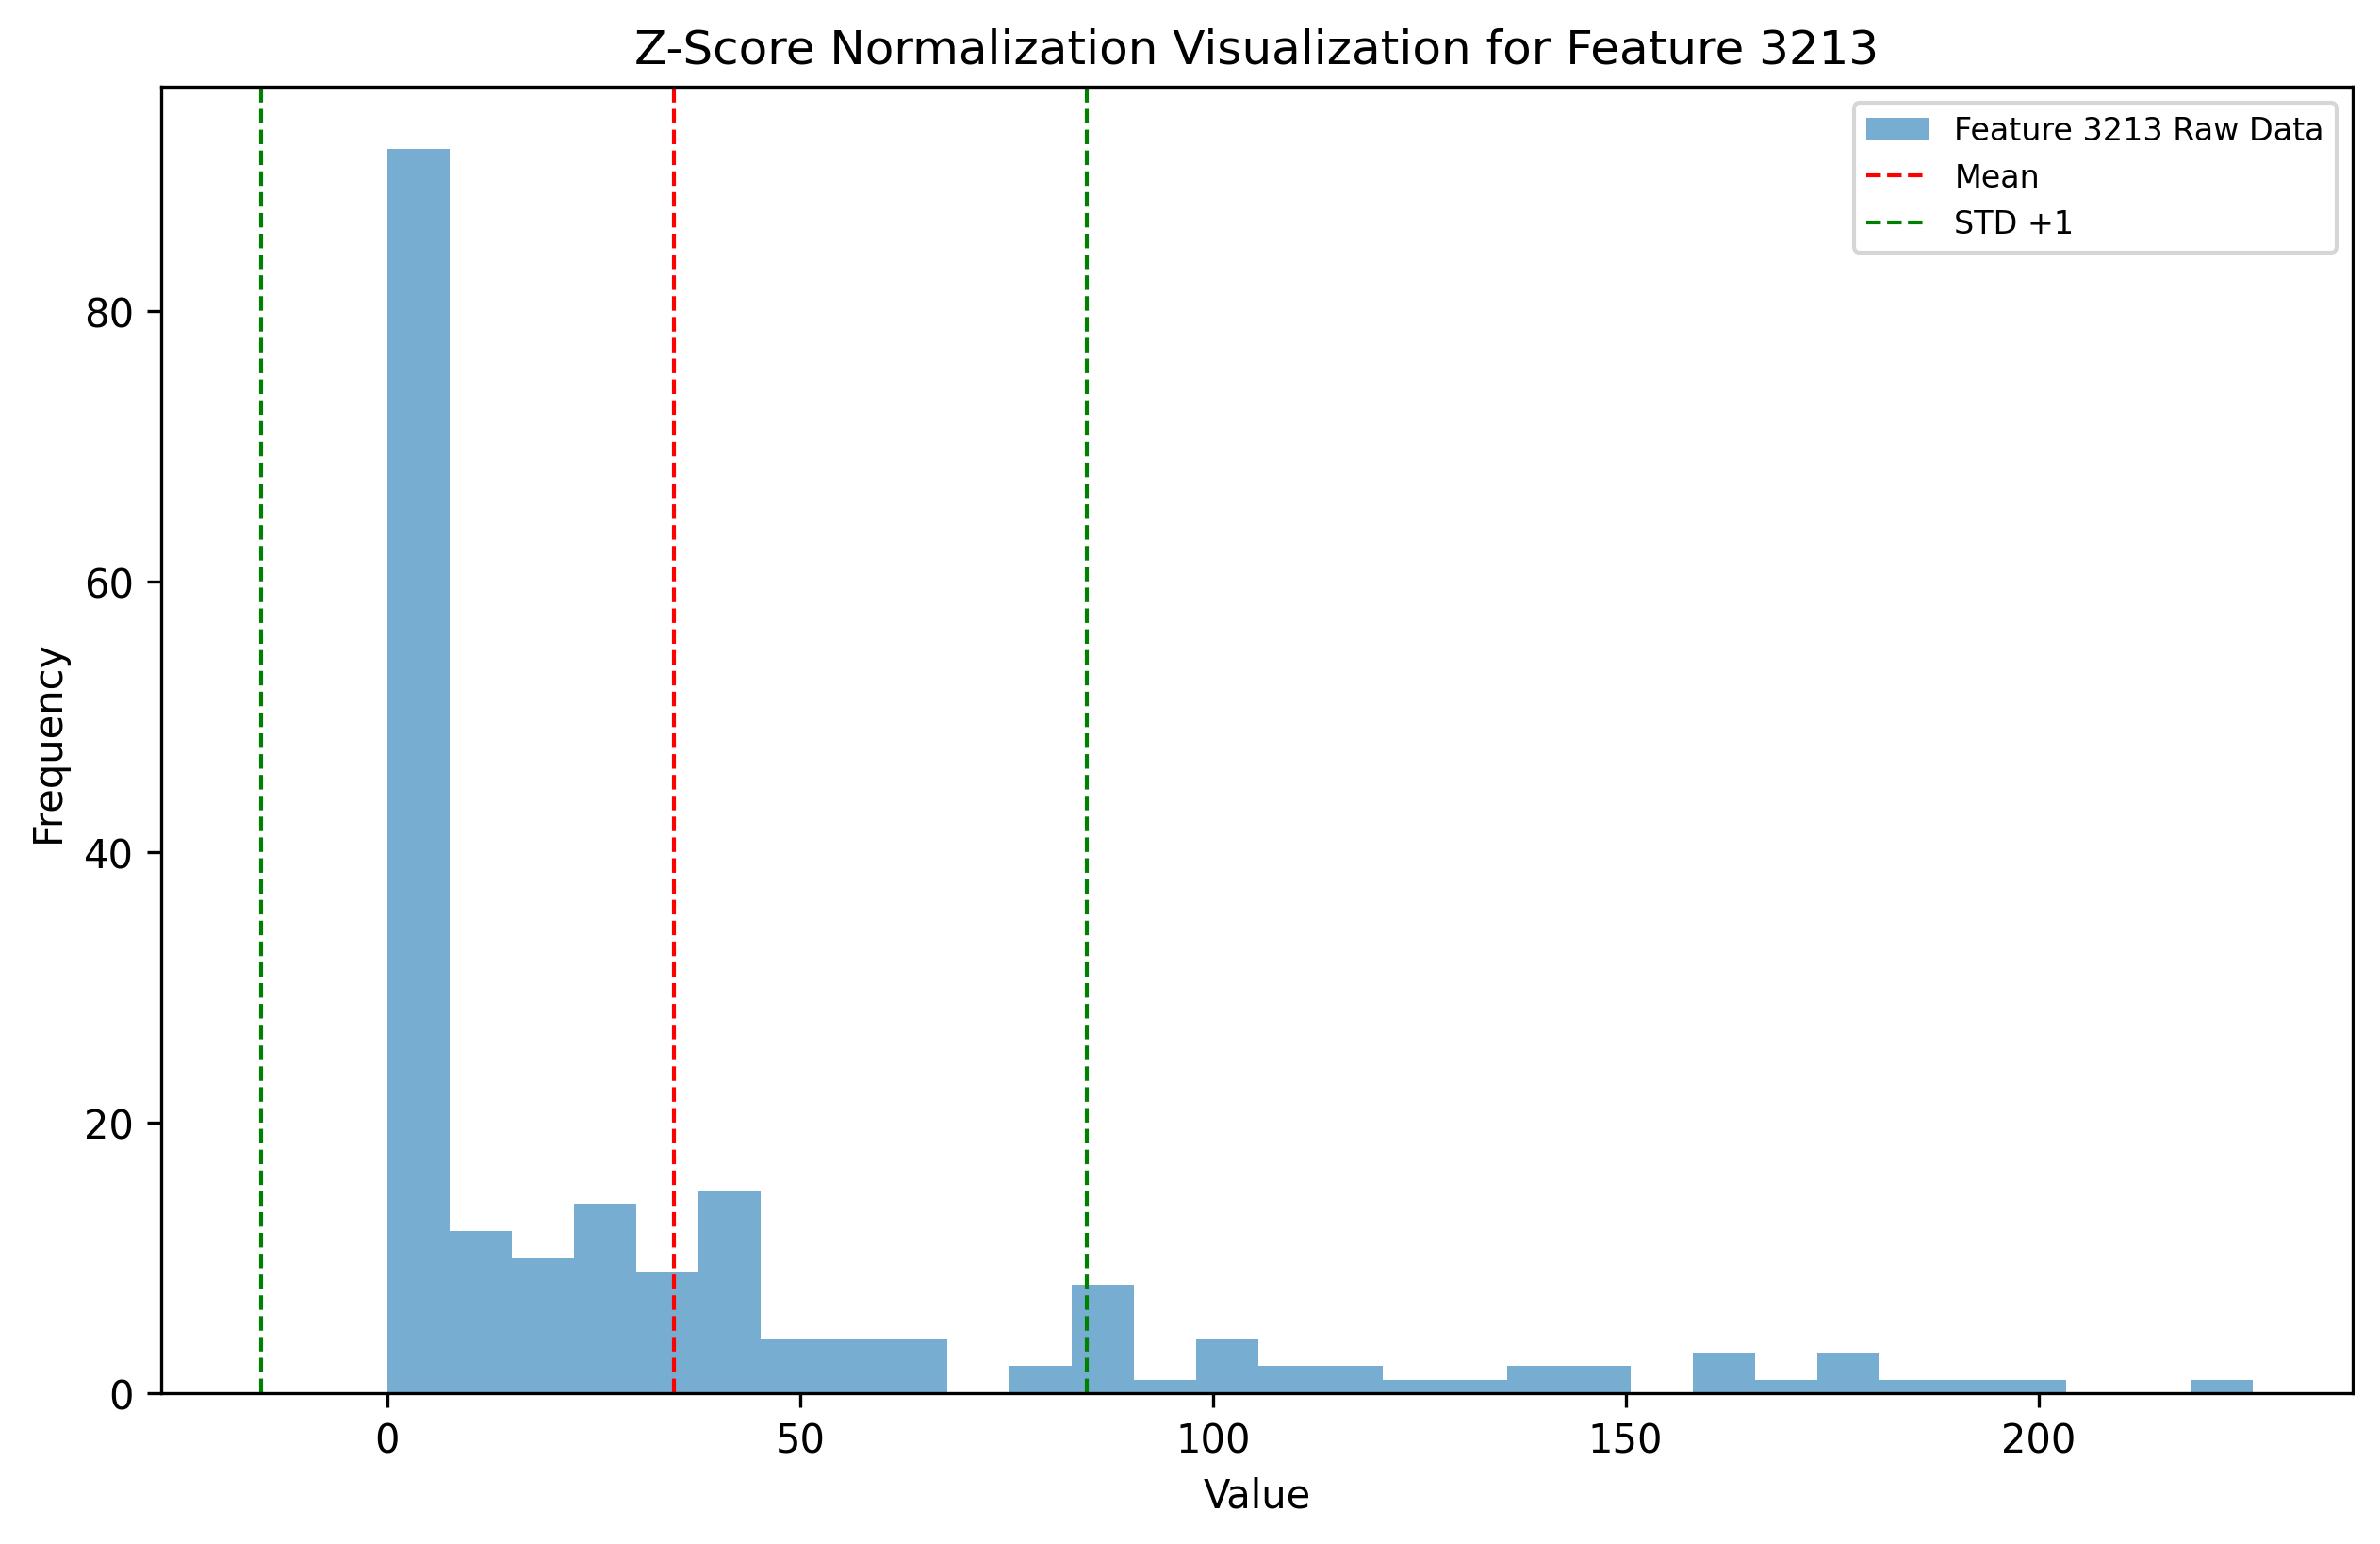 Z-Score Normalization Visualization for Feature 3213
Feature 3213 Raw Data
Mean
STD +1
Frequency
80
60
40
20
0
0 50 100 150 200
Value